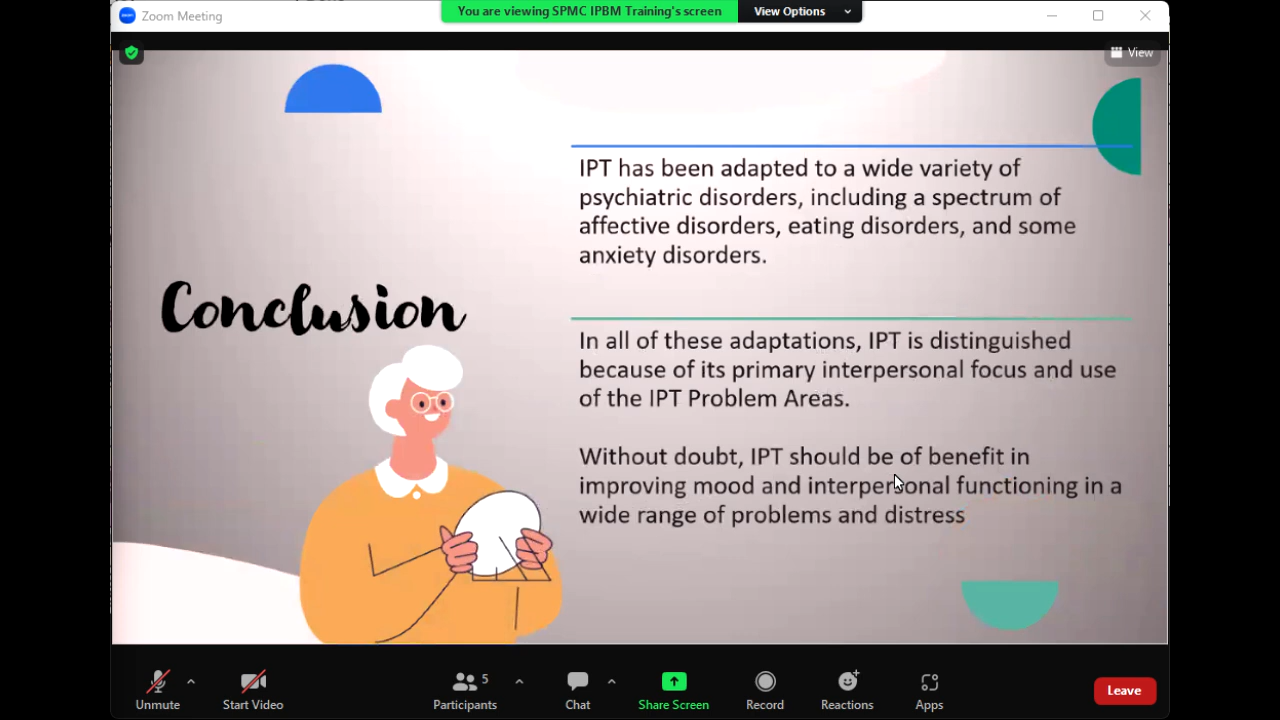 Zoom Meeting
You are viewing SPMC IPBM Training's screen
View Options
View
Conclusion
IPT has been adapted to a wide variety of
psychiatric disorders, including a spectrum of
affective disorders, eating disorders, and some
anxiety disorders.
In all of these adaptations, IPT is distinguished
because of its primary interpersonal focus and use
of the IPT Problem Areas.
Without doubt, IPT should be of benefit in
improving mood and interpersonal functioning in a
wide range of problems and distress
Unmute
Start Video
Participants 5
Chat
Share Screen
Record
Reactions
Apps
Leave